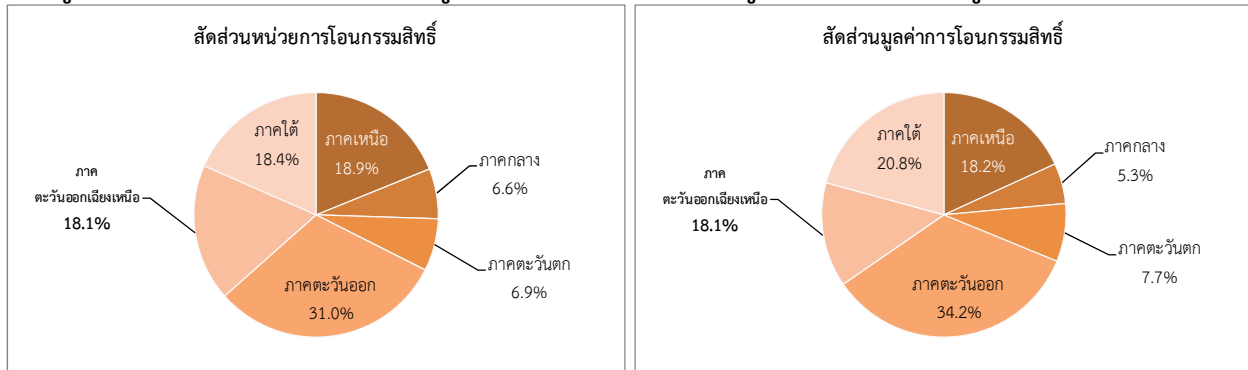 สัดส่วนหน่วยการโอนกรรมสิทธิ์
ภาคใต้
18.4%
ภาคเหนือ
18.9%
ภาคกลาง
6.6%
ภาค
ตะวันออกเฉียงเหนือ
18.1%
ภาคตะวันตก
6.9%
ภาคตะวันออก
31.0%
สัดส่วนมูลค่าการโอนกรรมสิทธิ์
ภาคใต้
20.8%
ภาคเหนือ
18.2%
ภาคกลาง
5.3%
ภาค
ตะวันออกเฉียงเหนือ
18.1%
ภาคตะวันตก
7.7%
ภาคตะวันออก
34.2%